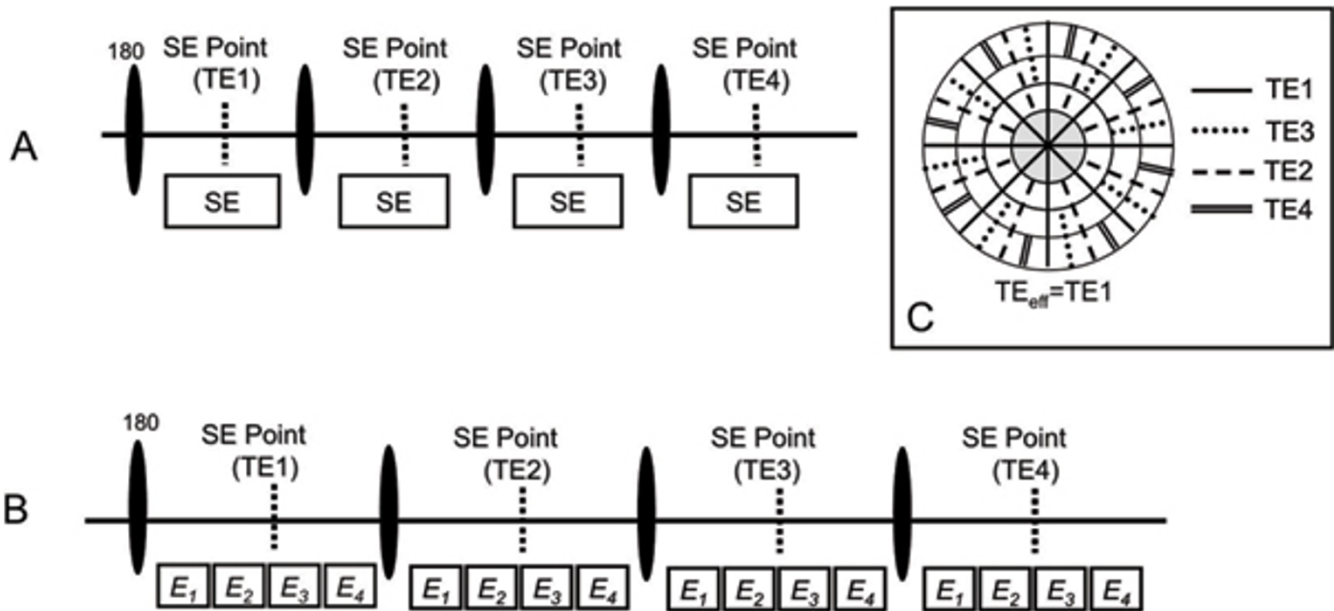 A
180
SE Point
(TE1)
SE Point
(TE2)
SE Point
(TE3)
SE Point
(TE4)
SE
SE
SE
SE
TE1
TE3
TE2
TE4
TEeff=TE1
C
B
180
SE Point
(TE1)
SE Point
(TE2)
SE Point
(TE3)
SE Point
(TE4)
E1 E2 E3 E4
E1 E2 E3 E4
E1 E2 E3 E4
E1 E2 E3 E4